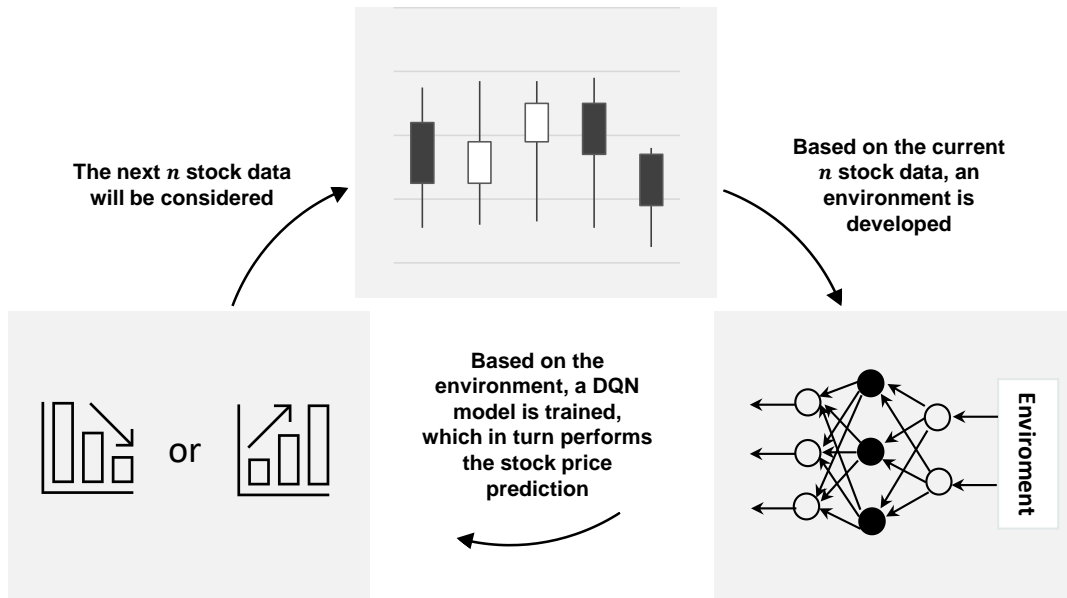 The next n stock data
will be considered
Based on the current
n stock data, an
environment is
developed
Based on the
environment, a DQN
model is trained,
which in turn performs
the stock price
prediction
or
Enviroment